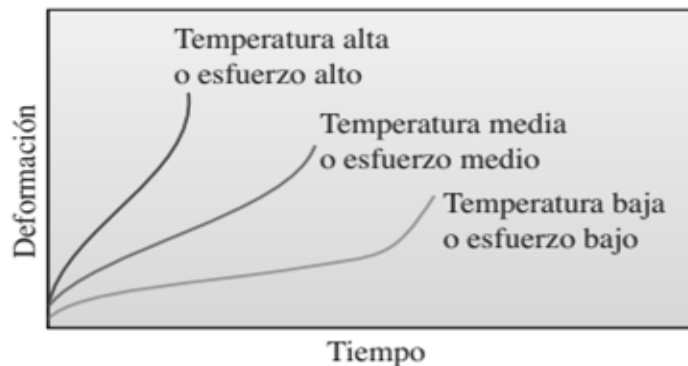 Temperatura alta
o esfuerzo alto
Temperatura media
o esfuerzo medio
Temperatura baja
o esfuerzo bajo
Deformación
Tiempo